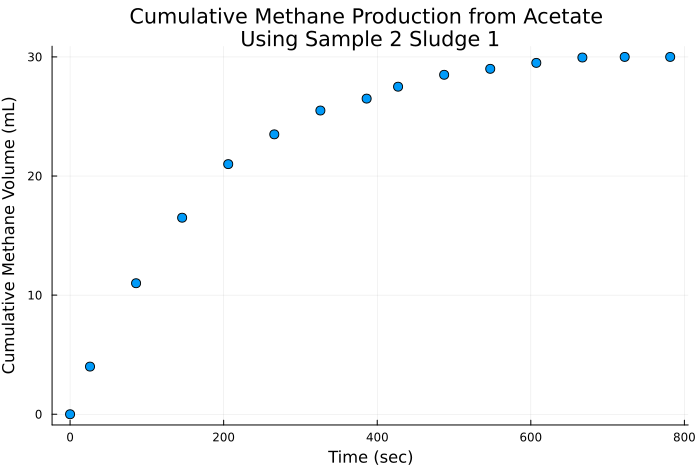 Cumulative Methane Production from Acetate
Using Sample 2 Sludge 1
Cumulative Methane Volume (mL)
30
20
10
0
0 200 400 600 800
Time (sec)